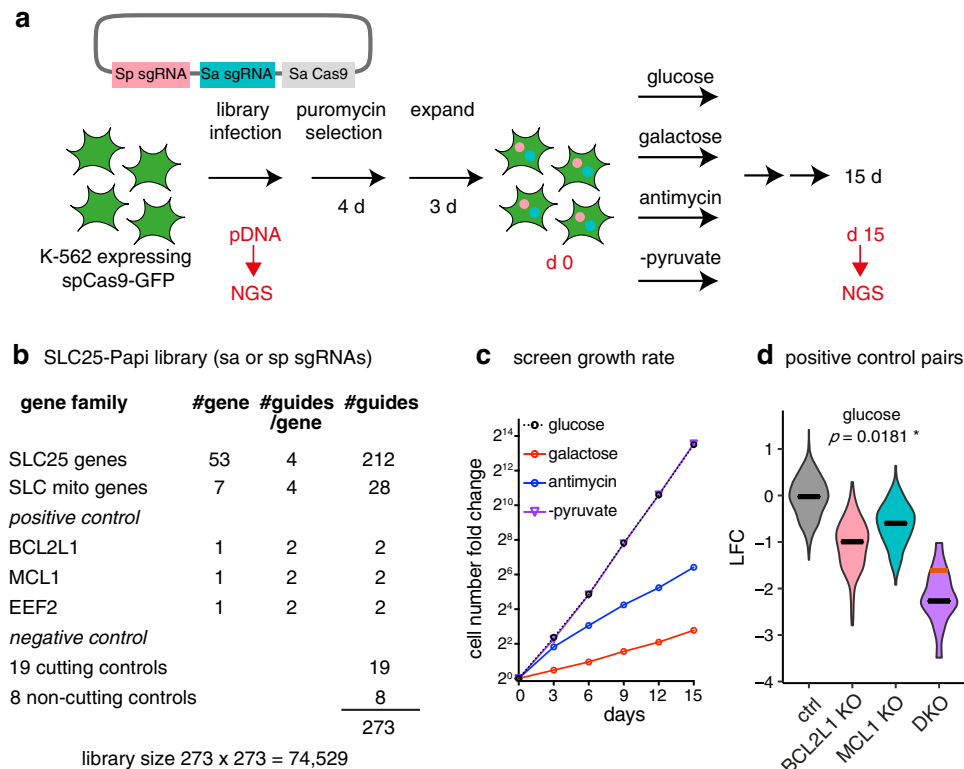 a
Sp sgRNA Sa sgRNA Sa Cas9
library infection
puromycin selection
expand
4 d
3 d
K-562 expressing
spCas9-GFP
pDNA
NGS
d 0
glucose
galactose
antimycin
-pyruvate
15 d
d 15
NGS
b SLC25-Papi library (sa or sp sgRNAs)
gene family #gene #guides/gene #guides
SLC25 genes 53 4 212
SLC mito genes 7 4 28
positive control
BCL2L1 1 2 2
MCL1 1 2 2
EEF2 1 2 2
negative control
19 cutting controls 19
8 non-cutting controls 8
273
library size 273 x 273 = 74,529
c screen growth rate
cell number fold change
2^14
2^12
2^10
2^8
2^6
2^4
2^2
2^0
glucose
galactose
antimycin
-pyruvate
0 3 6 9 12 15
days
d positive control pairs
glucose
p = 0.0181 *
LFC
1
0
−1
−2
−3
−4
ctrl
BCL2L1 KO
MCL1 KO
DKO